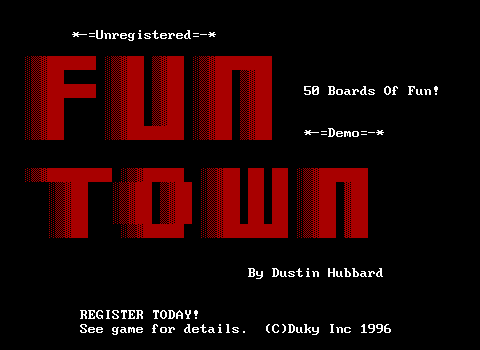 *-=Unregistered=-*
FUN
50 Boards Of Fun!
*-=Demo=-*
TOWN
By Dustin Hubbard
REGISTER TODAY!
See game for details.  (C)Duky Inc 1996